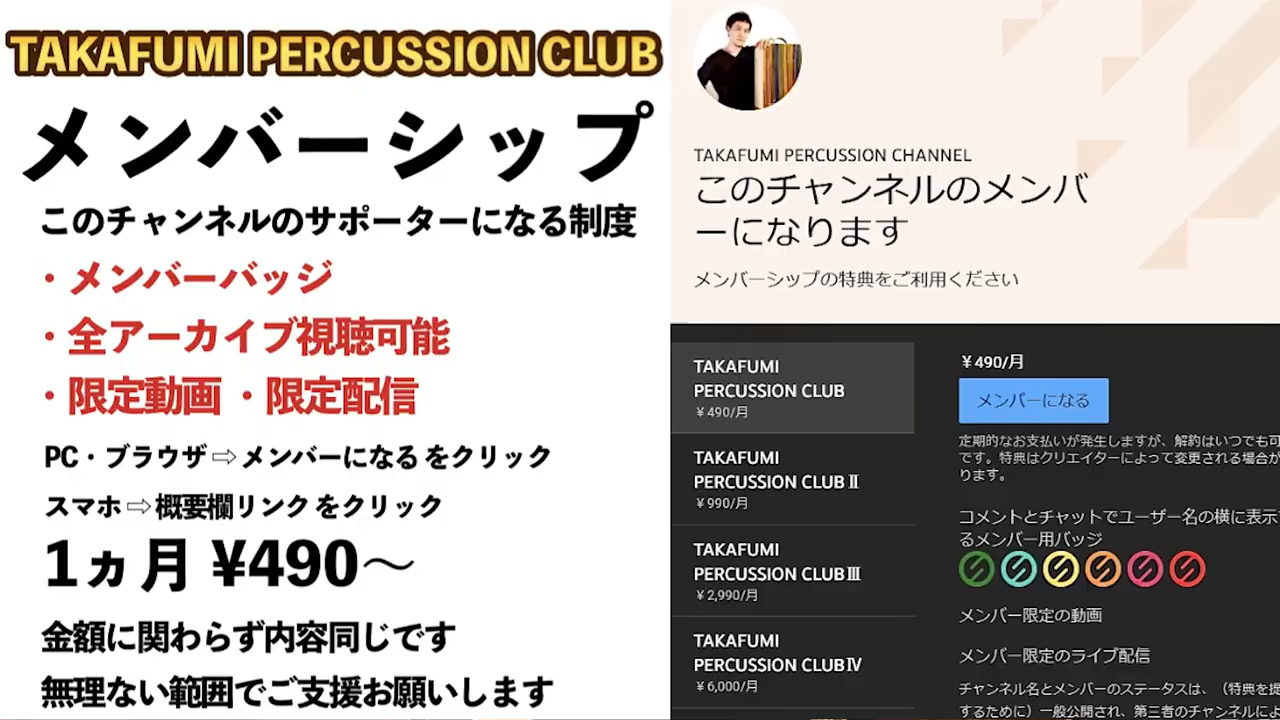 TAKAFUMI PERCUSSION CLUB
メンバーシップ
このチャンネルのサポーターになる制度
・メンバーバッジ
・全アーカイブ視聴可能
・限定動画 ・限定配信
PC・ブラウザ⇨メンバーになる をクリック
スマホ⇨概要欄リンク をクリック
1ヵ月 ¥490～
金額に関わらず内容同じです
無理ない範囲でご支援お願いします
TAKAFUMI PERCUSSION CHANNEL
このチャンネルのメンバ
ーになります
メンバーシップの特典をご利用ください
TAKAFUMI
PERCUSSION CLUB
¥490/月
TAKAFUMI
PERCUSSION CLUB Ⅱ
¥990/月
TAKAFUMI
PERCUSSION CLUBⅢ
¥2,990/月
TAKAFUMI
PERCUSSION CLUBⅣ
¥6,000/月
¥490/月
メンバーになる
定期的なお支払いが発生しますが、解約はいつでも可
です。特典はクリエイターによって変更される場合が
ります。
コメントとチャットでユーザー名の横に表示
るメンバー用バッジ
メンバー限定の動画
メンバー限定のライブ配信
チャンネル名とメンバーのステータスは、（特典を提
するために）一般公開され、第三者のチャンネルによ